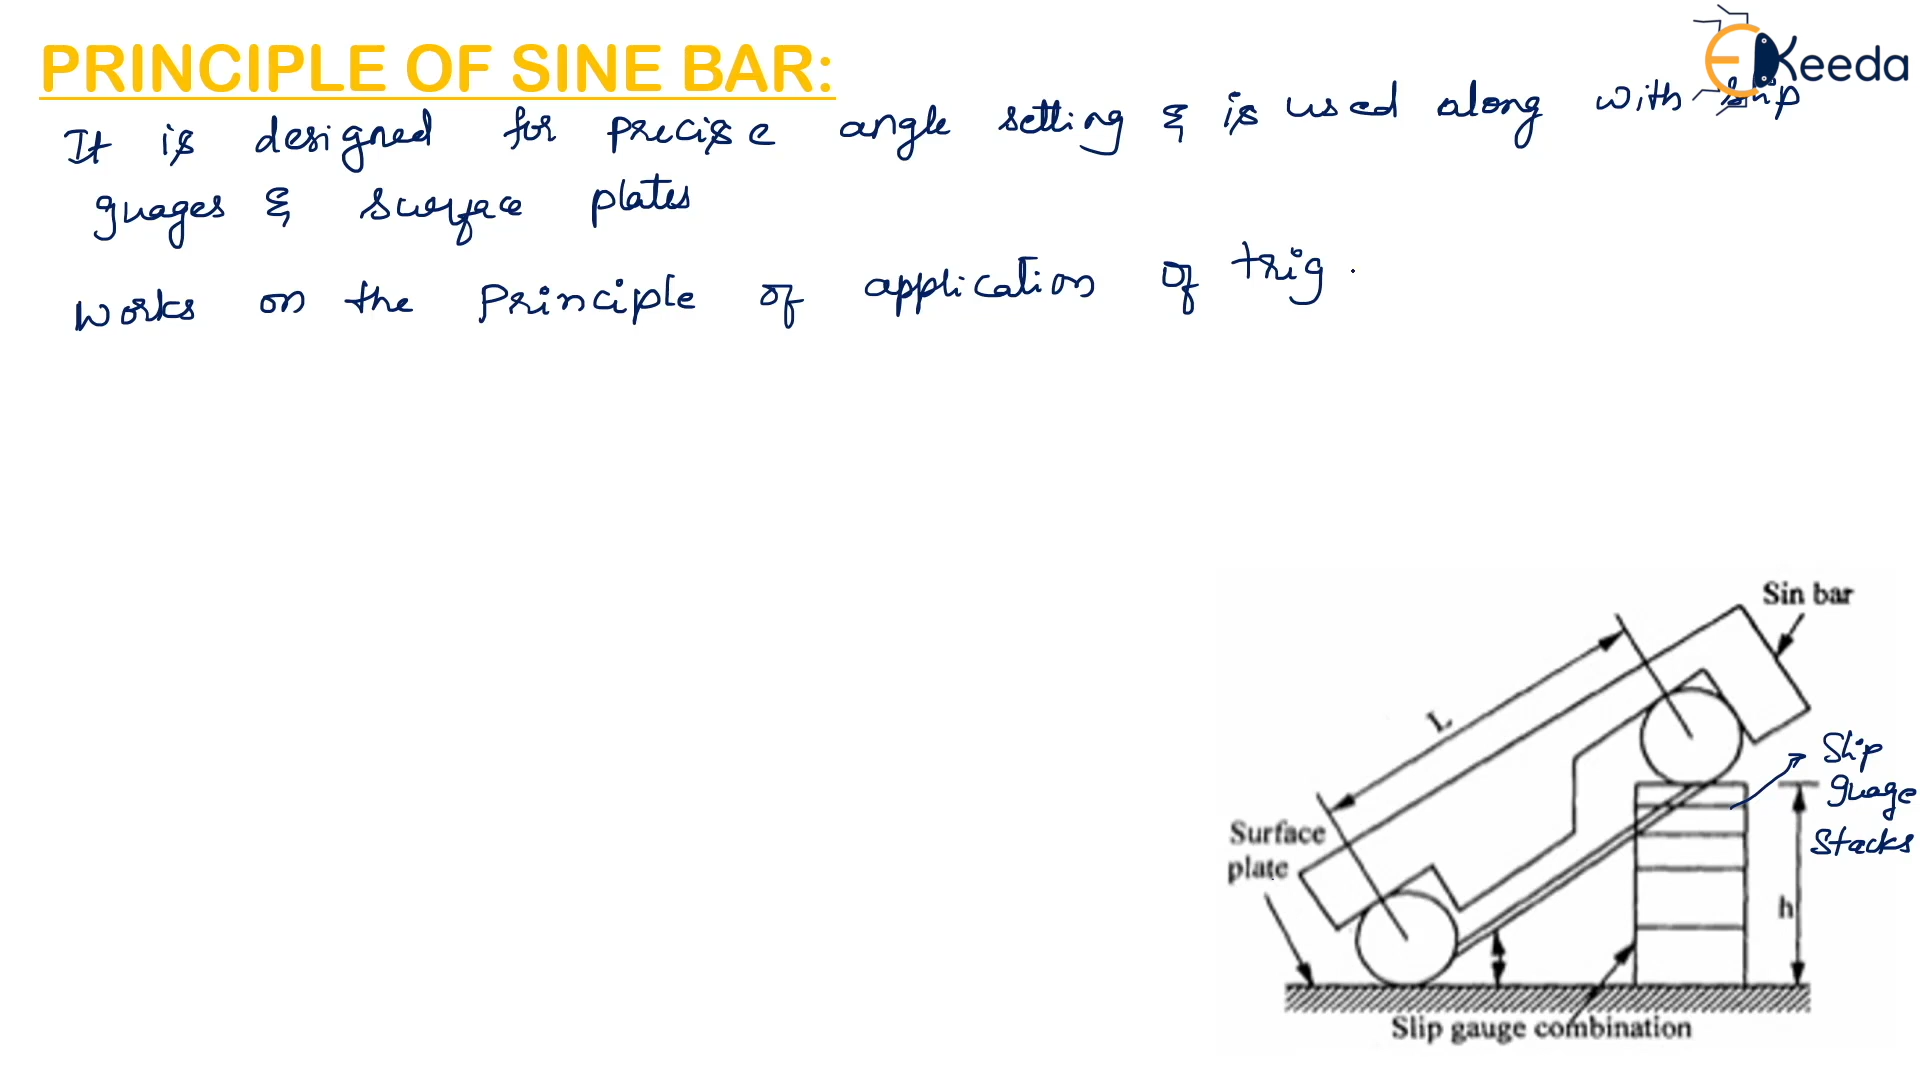 PRINCIPLE OF SINE BAR:
EKeeda
It is designed for precise angle setting & is used along with slip
guages & surface plates
works on the principle of application of trig.
Sin bar
L
Slip
guage
stacks
Surface
plate
h
Slip gauge combination